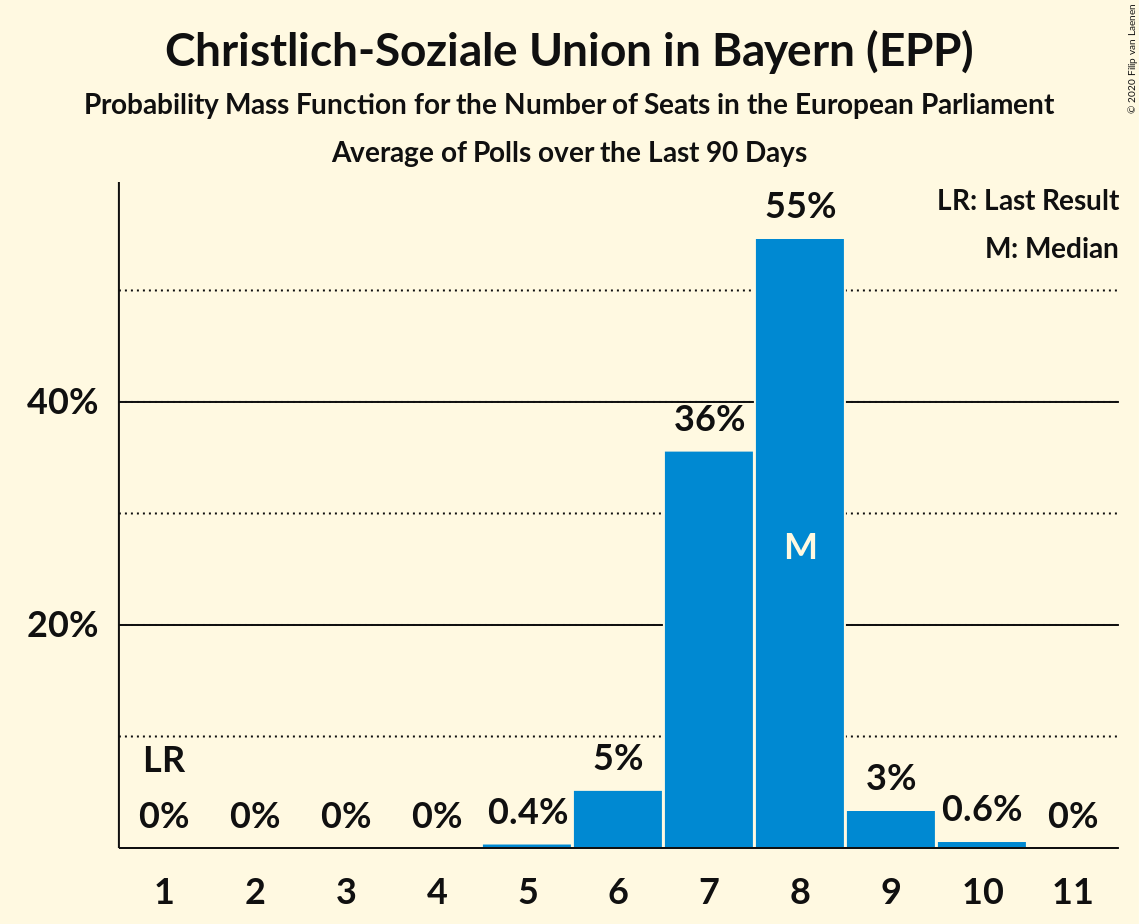 Christlich-Soziale Union in Bayern (EPP)
Probability Mass Function for the Number of Seats in the European Parliament
Average of Polls over the Last 90 Days
© 2020 Filip van Laenen
LR: Last Result
M: Median
55%
40%
36%
M
20%
LR
5%
3%
0% 0% 0% 0% 0.4% 0.6% 0%
1 2 3 4 5 6 7 8 9 10 11